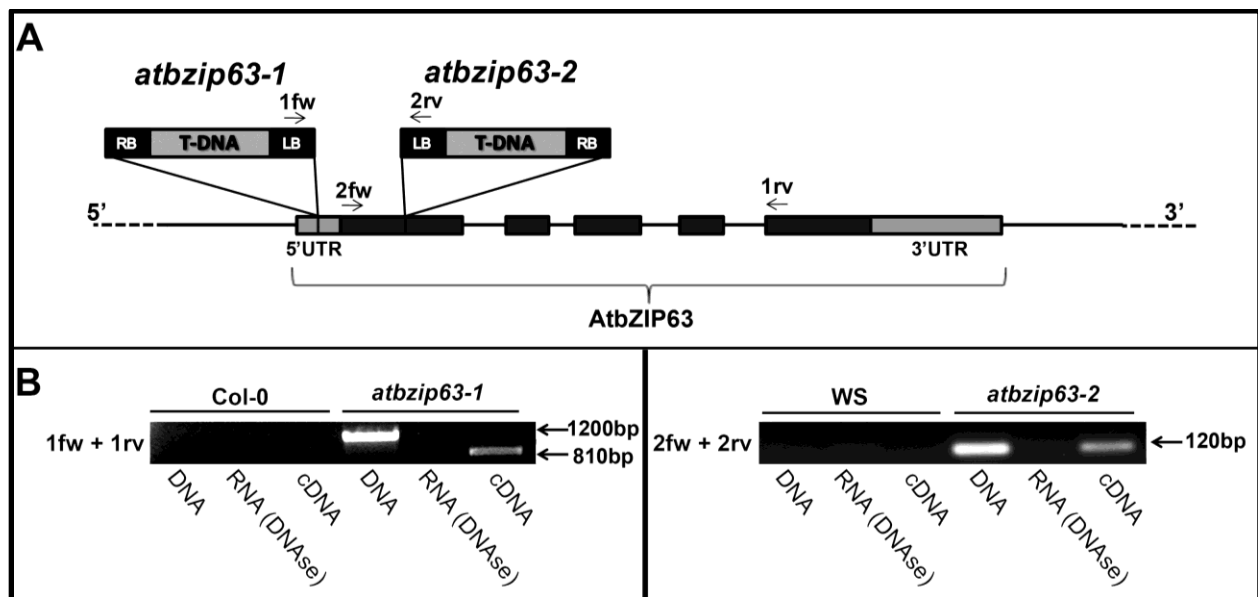 A
atbzip63-1 atbzip63-2
1fw 2rv
RB T-DNA LB LB T-DNA RB
2fw 1rv
5’ 3’
5’UTR 3’UTR
AtbZIP63
B
Col-0 atbzip63-1
1fw + 1rv
1200bp
810bp
DNA RNA (DNAse) cDNA DNA RNA (DNAse) cDNA
WS atbzip63-2
2fw + 2rv
120bp
DNA RNA (DNAse) cDNA DNA RNA (DNAse) cDNA